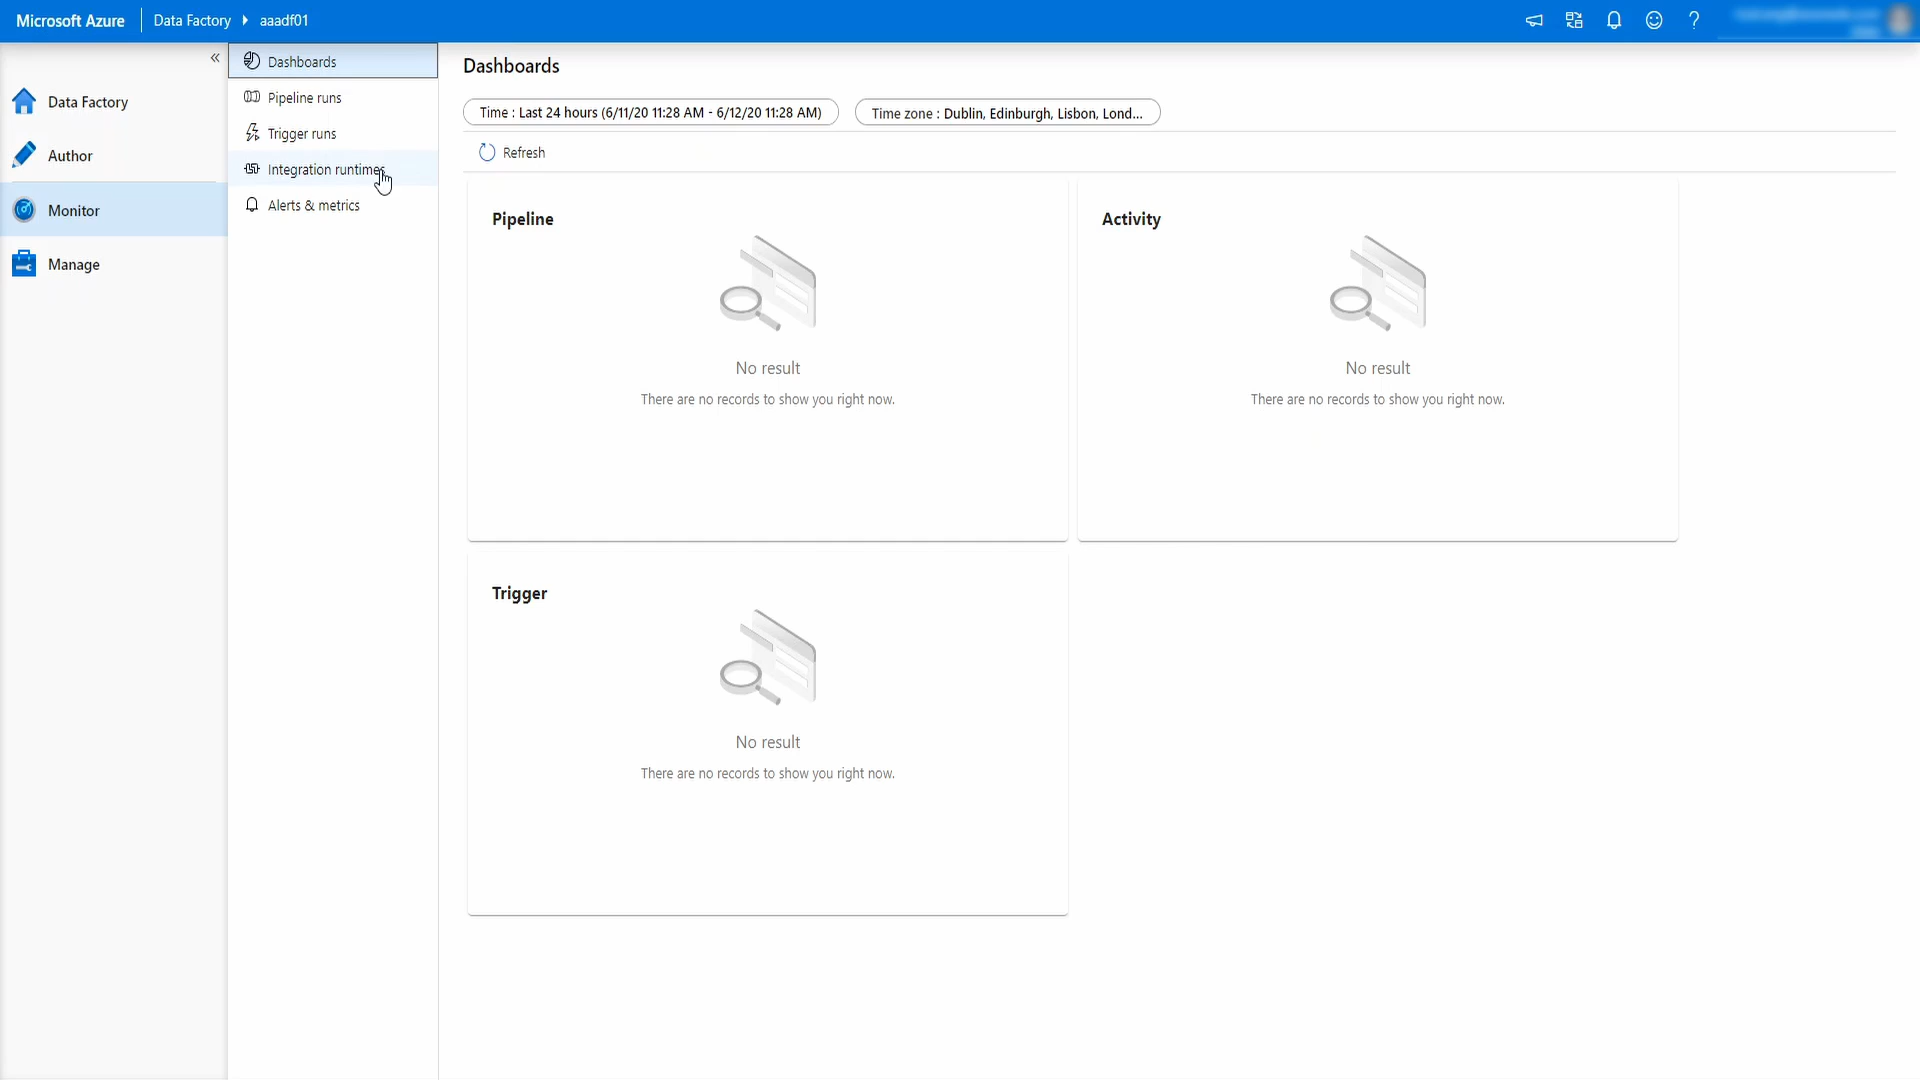 Microsoft Azure
Data Factory
aaadf01
«
Data Factory
Author
Monitor
Manage
Dashboards
Pipeline runs
Trigger runs
Integration runtimes
Alerts & metrics
Dashboards
Time : Last 24 hours (6/11/20 11:28 AM - 6/12/20 11:28 AM)
Time zone : Dublin, Edinburgh, Lisbon, Lond...
Refresh
Pipeline
No result
There are no records to show you right now.
Activity
No result
There are no records to show you right now.
Trigger
No result
There are no records to show you right now.